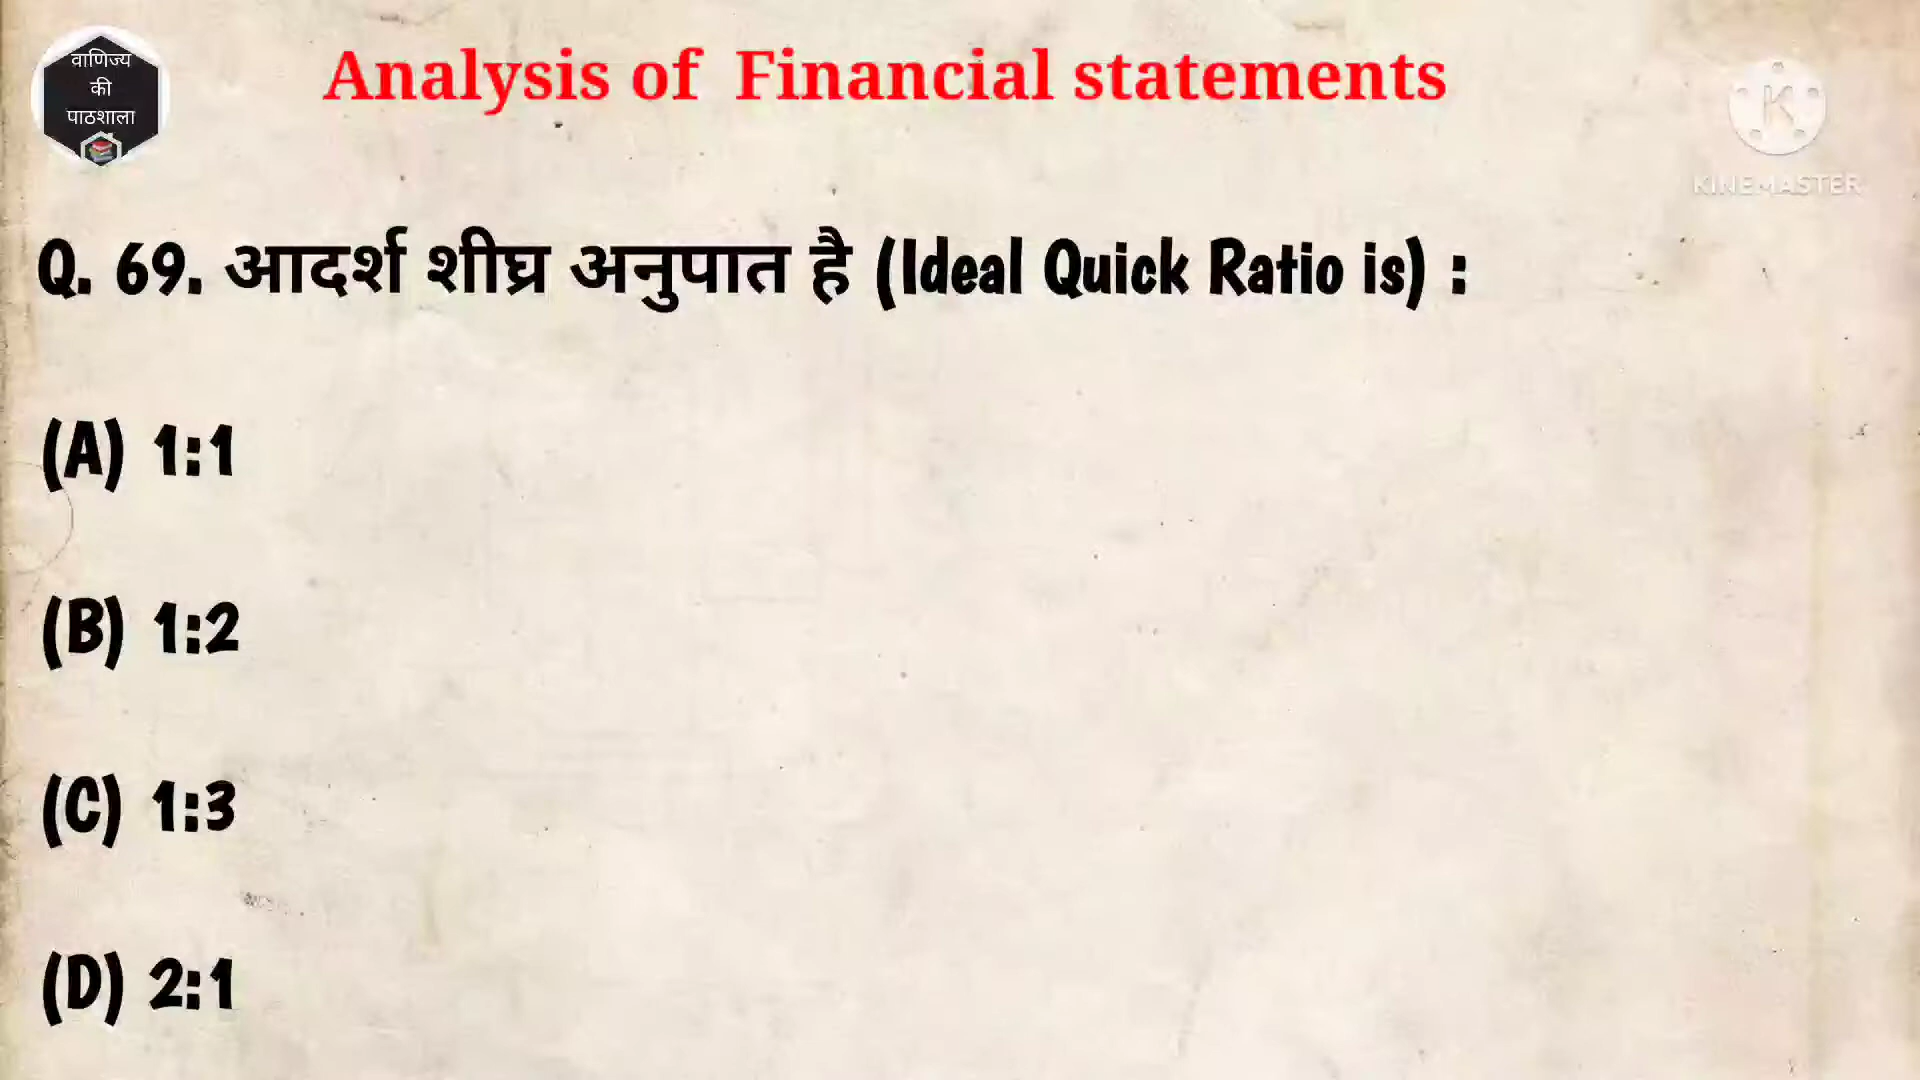 वाणिज्य
की
पाठशाला
Analysis of Financial statements
KINEMASTER
Q. 69. आदर्श शीघ्र अनुपात है (Ideal Quick Ratio is) :
(A) 1:1
(B) 1:2
(C) 1:3
(D) 2:1